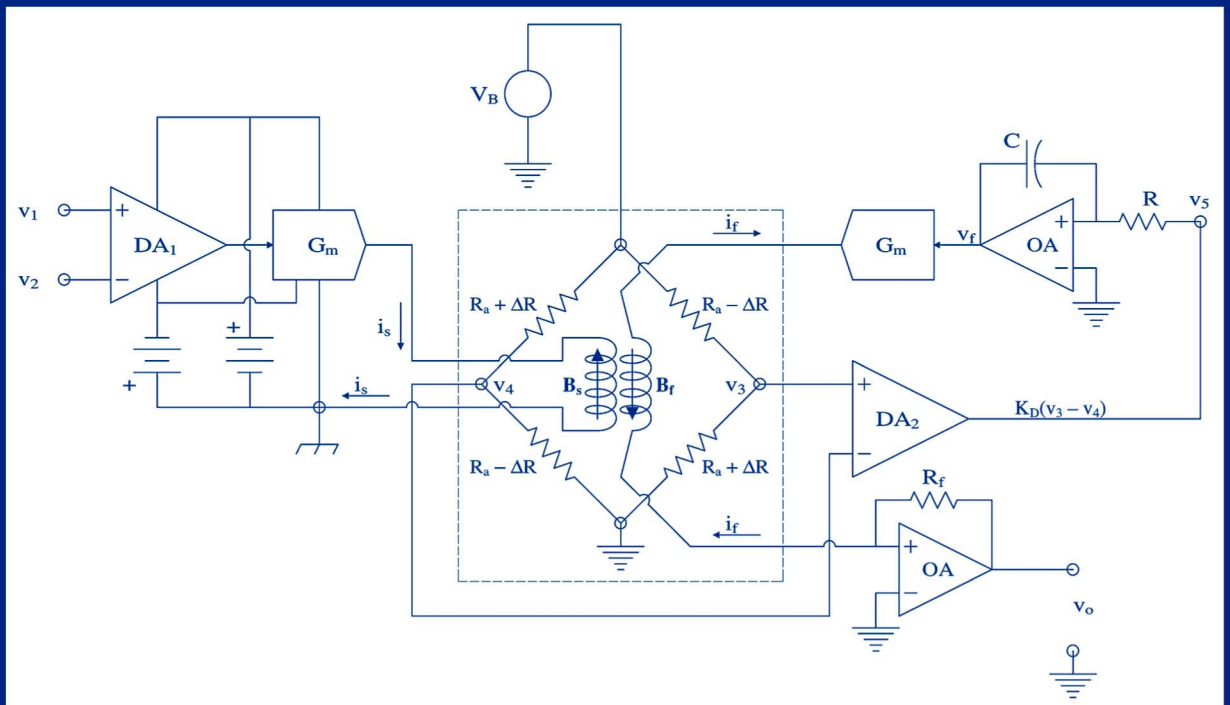 V_B
C
R
v_5
v_1
+
DA_1
G_m
i_f
G_m
v_f
OA
+
−
v_2
−
R_a + ΔR
R_a − ΔR
i_s
+
+
i_s
v_4
B_s
B_f
v_3
+
DA_2
−
K_D(v_3 − v_4)
R_a − ΔR
R_a + ΔR
R_f
i_f
+
OA
−
v_o